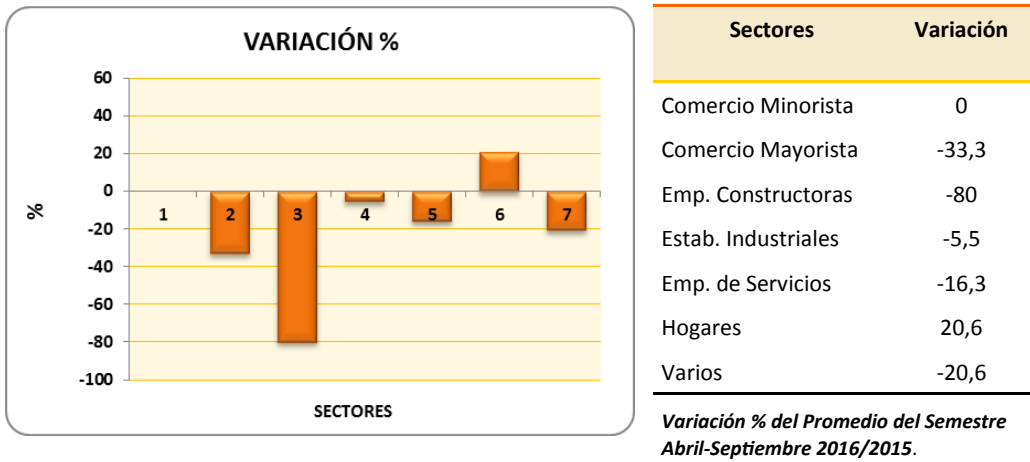 VARIACIÓN %
60
40
20
0
-20
-40
-60
-80
-100
%
1
2
3
4
5
6
7
SECTORES
Sectores Variación
Comercio Minorista 0
Comercio Mayorista -33,3
Emp. Constructoras -80
Estab. Industriales -5,5
Emp. de Servicios -16,3
Hogares 20,6
Varios -20,6
Variación % del Promedio del Semestre
Abril-Septiembre 2016/2015.